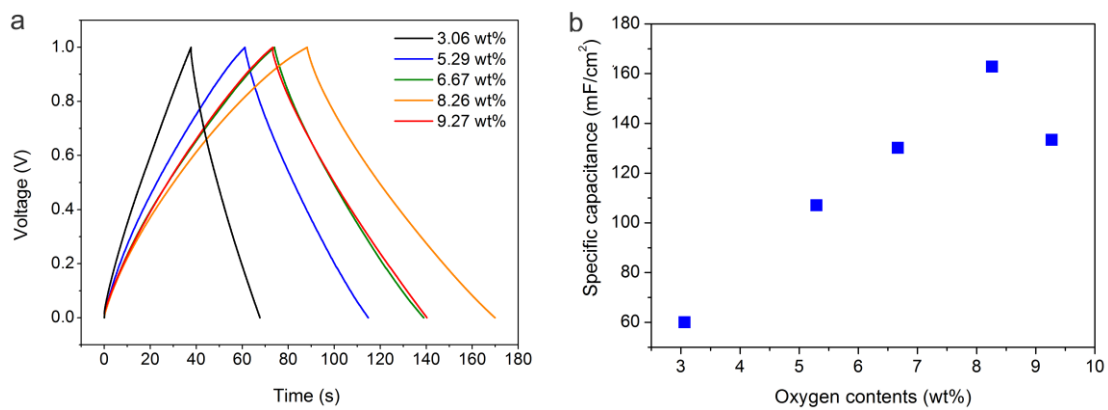 a
3.06 wt%
5.29 wt%
6.67 wt%
8.26 wt%
9.27 wt%
Voltage (V)
1.0
0.8
0.6
0.4
0.2
0.0
0 20 40 60 80 100 120 140 160 180
Time (s)
b
Specific capacitance (mF/cm²)
180
160
140
120
100
80
60
3 4 5 6 7 8 9 10
Oxygen contents (wt%)